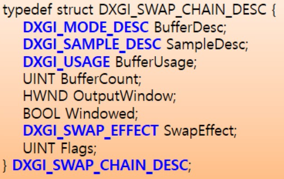 typedef struct DXGI_SWAP_CHAIN_DESC {
DXGI_MODE_DESC BufferDesc;
DXGI_SAMPLE_DESC SampleDesc;
DXGI_USAGE BufferUsage;
UINT BufferCount;
HWND OutputWindow;
BOOL Windowed;
DXGI_SWAP_EFFECT SwapEffect;
UINT Flags;
} DXGI_SWAP_CHAIN_DESC;